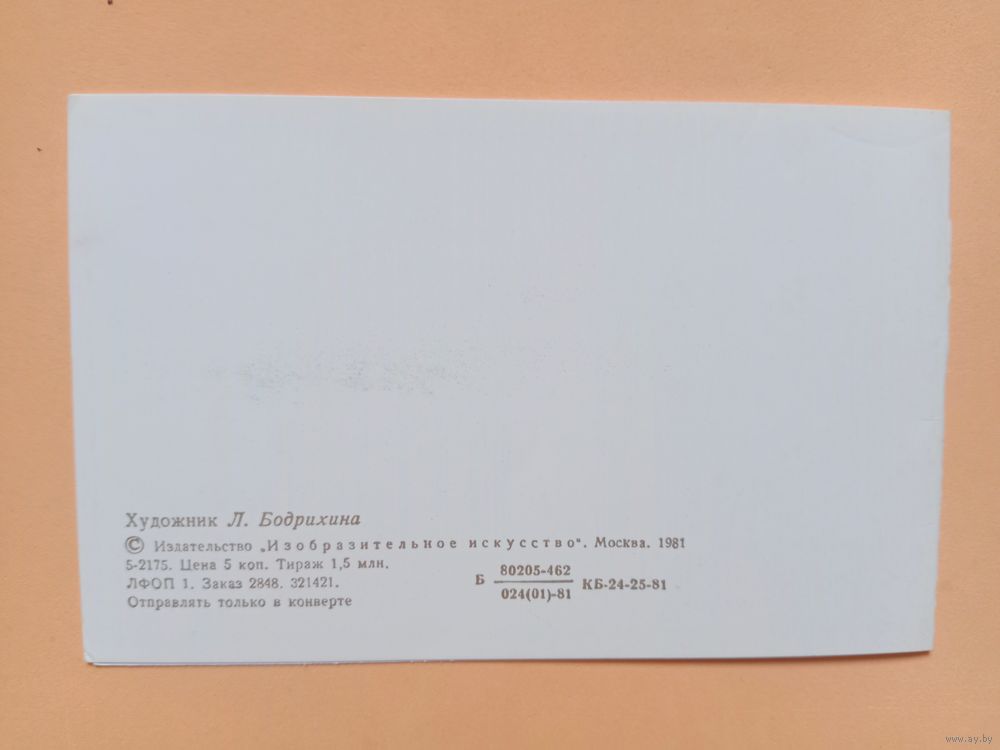 Художник Л. Бодрихина
© Издательство „Изобразительное искусство". Москва. 1981
5-2175. Цена 5 коп. Тираж 1,5 млн.
ЛФОП 1. Заказ 2848. 321421.
Отправлять только в конверте
Б 80205-462
024(01)-81 КБ-24-25-81
www.ay.by